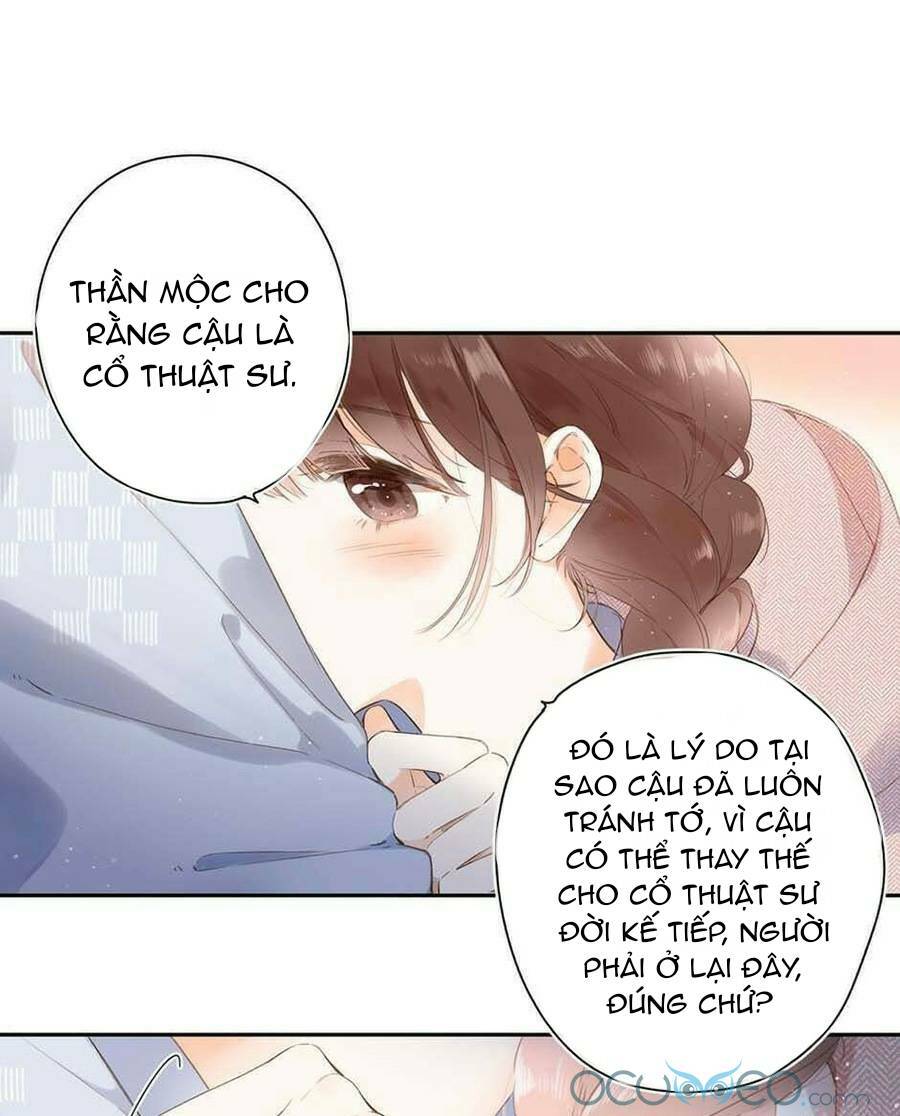 THẦN MỘC CHO
RẰNG CẬU LÀ
CỔ THUẬT SƯ.
ĐÓ LÀ LÝ DO TẠI
SAO CẬU ĐÃ LUÔN
TRÁNH TỚ, VÌ CẬU
CÓ THỂ THAY THẾ
CHO CỔ THUẬT SƯ
ĐỜI KẾ TIẾP, NGƯỜI
PHẢI Ở LẠI ĐÂY,
ĐÚNG CHỨ?
OCUMEO.com